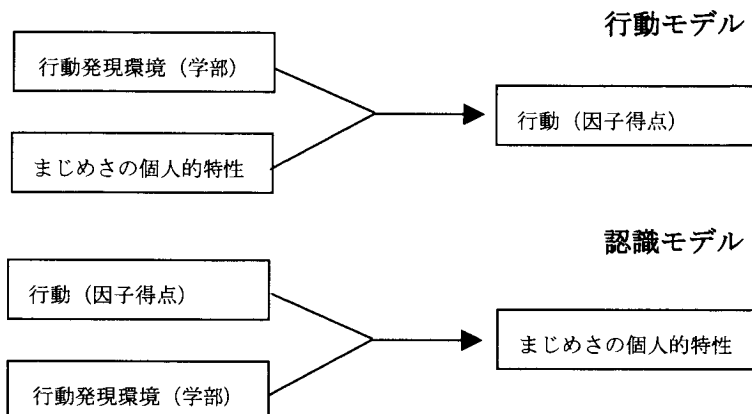 行動モデル
行動発現環境（学部）
行動（因子得点）
まじめさの個人的特性
認識モデル
行動（因子得点）
まじめさの個人的特性
行動発現環境（学部）